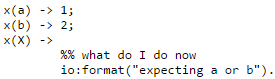 x(a) -> 1;
x(b) -> 2;
x(X) ->
%% what do I do now
io:format("expecting a or b").